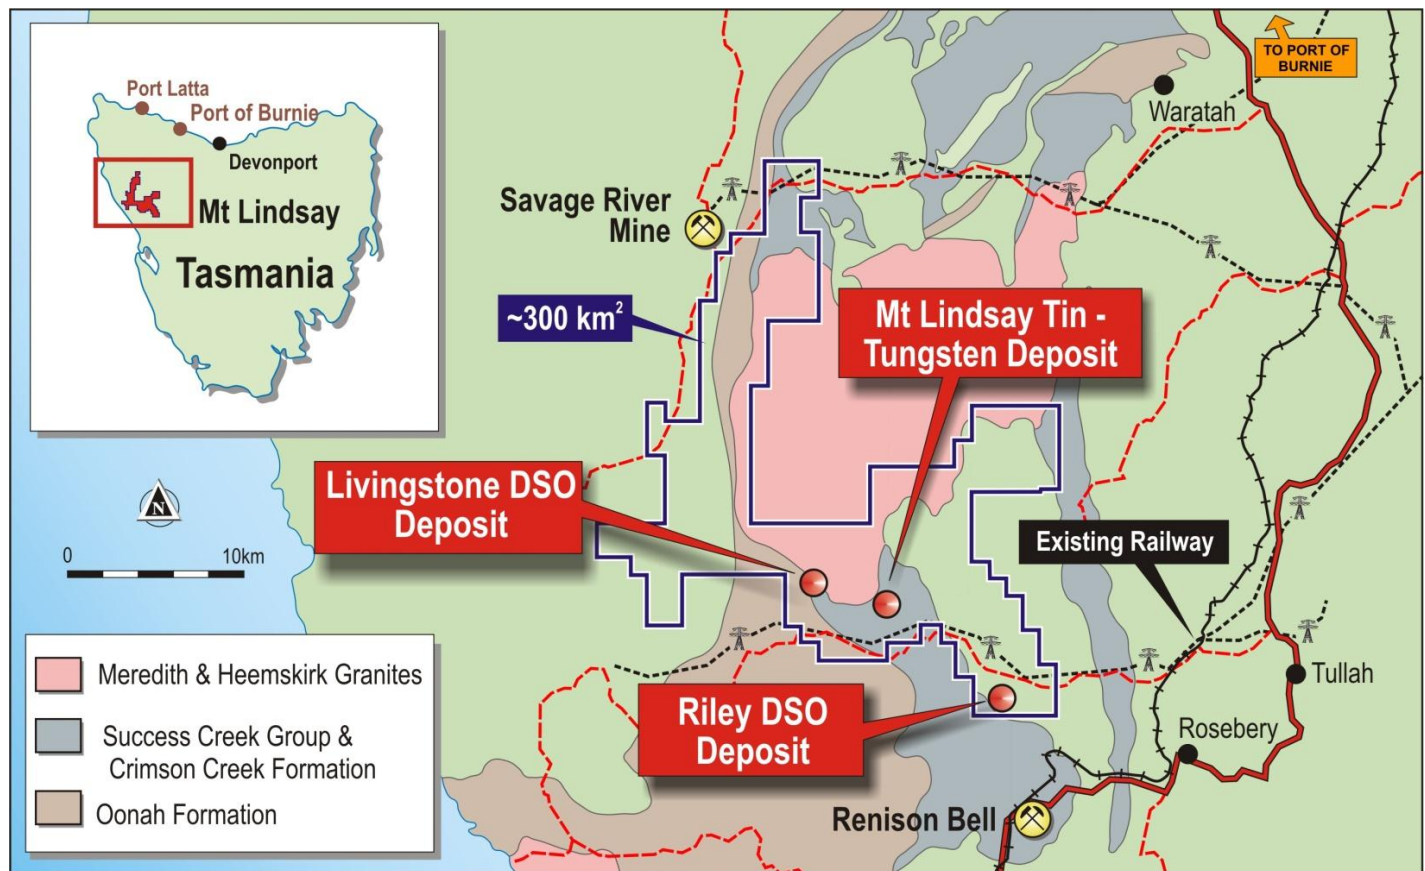 Port Latta
Port of Burnie
Devonport
Mt Lindsay
Tasmania
TO PORT OF
BURNIE
Waratah
Savage River
Mine
~300 km²
Mt Lindsay Tin -
Tungsten Deposit
Livingstone DSO
Deposit
N
0 10km
Existing Railway
Meredith & Heemskirk Granites
Success Creek Group &
Crimson Creek Formation
Oonah Formation
Riley DSO
Deposit
Tullah
Rosebery
Renison Bell